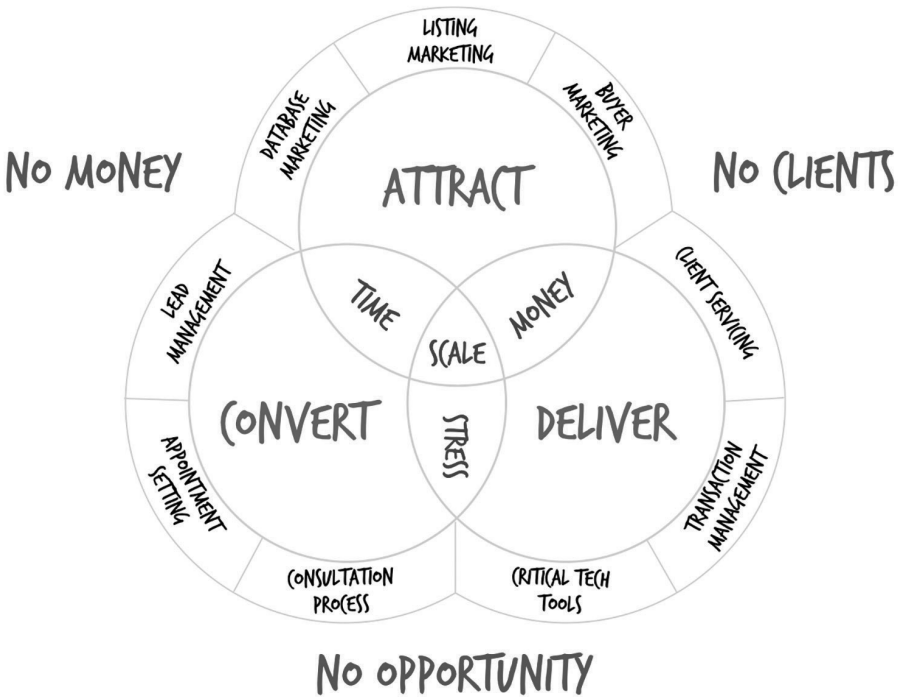 LISTING
MARKETING
DATABASE
MARKETING
BUYER
MARKETING
NO MONEY
ATTRACT
NO CLIENTS
LEAD
MANAGEMENT
TIME
MONEY
CLIENT SERVICING
SCALE
CONVERT
STRESS
DELIVER
APPOINTMENT
SETTING
TRANSACTION
MANAGEMENT
CONSULTATION
PROCESS
CRITICAL TECH
TOOLS
NO OPPORTUNITY